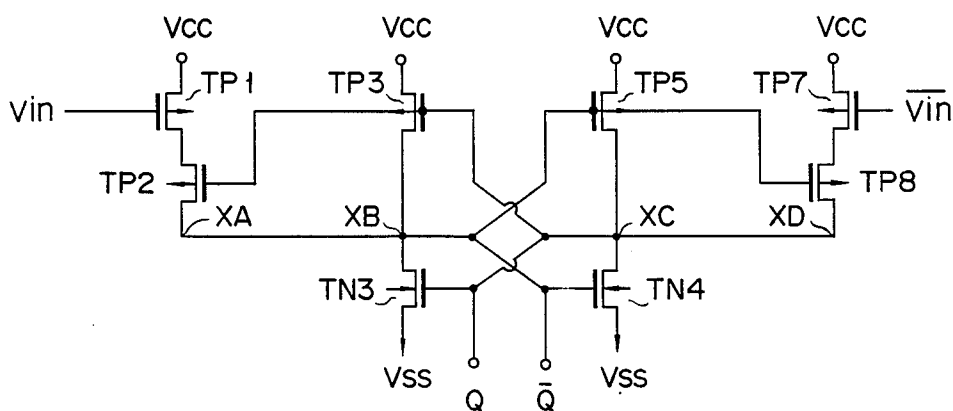 VCC VCC VCC VCC
TP1 TP3 TP5 TP7
Vin V̅i̅n̅
TP2 TP8
XA XB XC XD
TN3 TN4
VSS Q Q̅ VSS